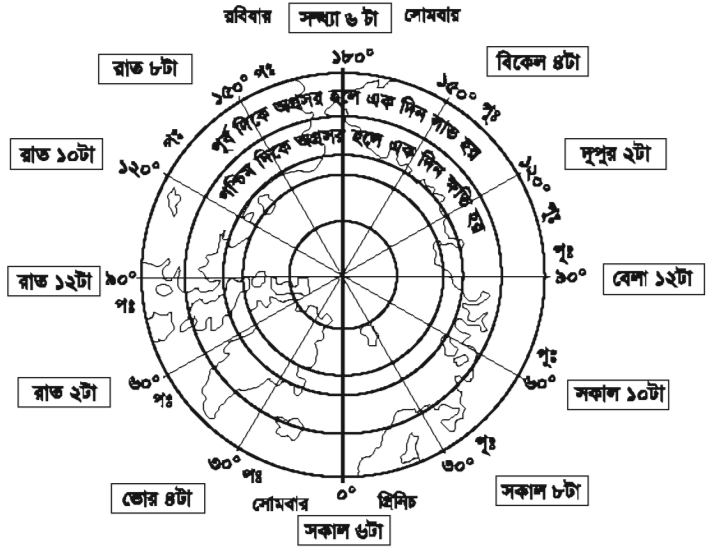 রবিবার সন্ধ্যা ৬ টা সোমবার
১৮০°
রাত ৮টা
১৫০° পঃ
১৫০° পূঃ
বিকেল ৪টা
পূর্ব দিকে অগ্রসর হলে এক দিন লাভ হয়
পশ্চিম দিকে অগ্রসর হলে এক দিন ক্ষতি হয়
রাত ১০টা
১২০° পঃ
১২০° পূঃ
দুপুর ২টা
রাত ১২টা
৯০° পঃ
পূঃ ৯০°
বেলা ১২টা
রাত ২টা
৬০° পঃ
পূঃ ৬০°
সকাল ১০টা
ভোর ৪টা
৩০° পঃ
৩০° পূঃ
সকাল ৮টা
সোমবার ০° গ্রিনিচ
সকাল ৬টা